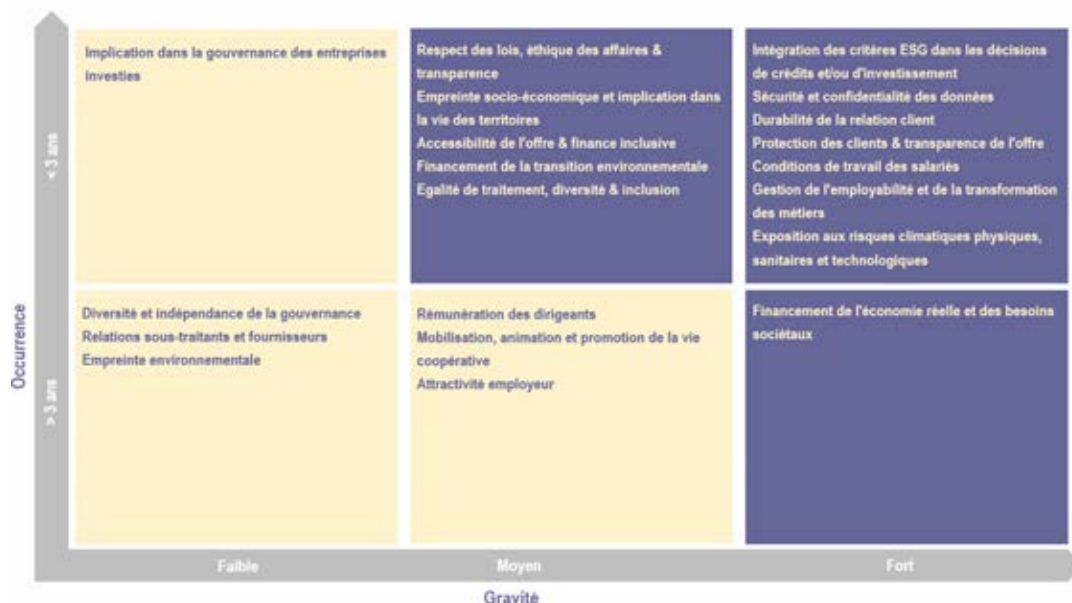 Implication dans la gouvernance des entreprises
investies
Respect des lois, éthique des affaires &
transparence
Empreinte socio-économique et implication dans
la vie des territoires
Accessibilité de l'offre & finance inclusive
Financement de la transition environnementale
Egalité de traitement, diversité & inclusion
Intégration des critères ESG dans les décisions
de crédits et/ou d'investissement
Sécurité et confidentialité des données
Durabilité de la relation client
Protection des clients & transparence de l'offre
Conditions de travail des salariés
Gestion de l'employabilité et de la transformation
des métiers
Exposition aux risques climatiques physiques,
sanitaires et technologiques
< 3 ans
Diversité et indépendance de la gouvernance
Relations sous-traitants et fournisseurs
Empreinte environnementale
Rémunération des dirigeants
Mobilisation, animation et promotion de la vie
coopérative
Attractivité employeur
Financement de l'économie réelle et des besoins
sociétaux
> 3 ans
Occurrence
Faible
Moyen
Fort
Gravité